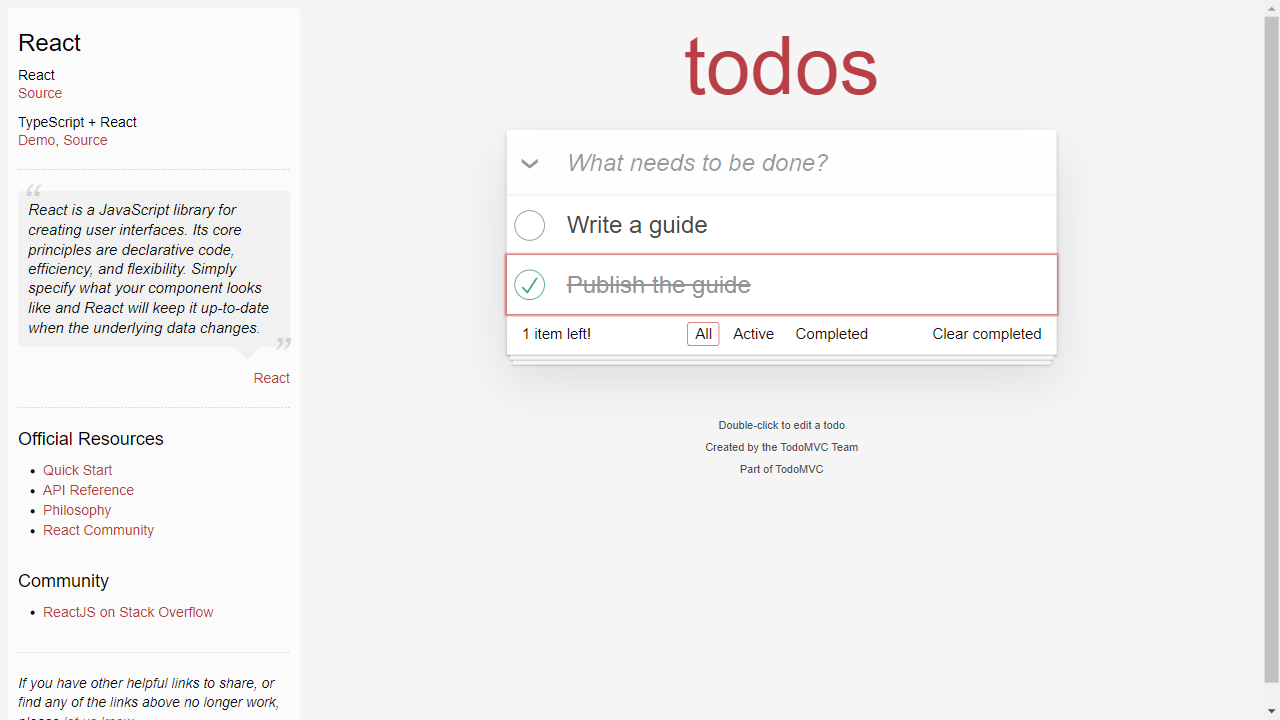 React
React
Source
TypeScript + React
Demo, Source
“
React is a JavaScript library for
creating user interfaces. Its core
principles are declarative code,
efficiency, and flexibility. Simply
specify what your component looks
like and React will keep it up-to-date
when the underlying data changes.
”
React
Official Resources
• Quick Start
• API Reference
• Philosophy
• React Community
Community
• ReactJS on Stack Overflow
If you have other helpful links to share, or
find any of the links above no longer work,
please let us know
todos
What needs to be done?
Write a guide
Publish the guide
1 item left!
All
Active
Completed
Clear completed
Double-click to edit a todo
Created by the TodoMVC Team
Part of TodoMVC